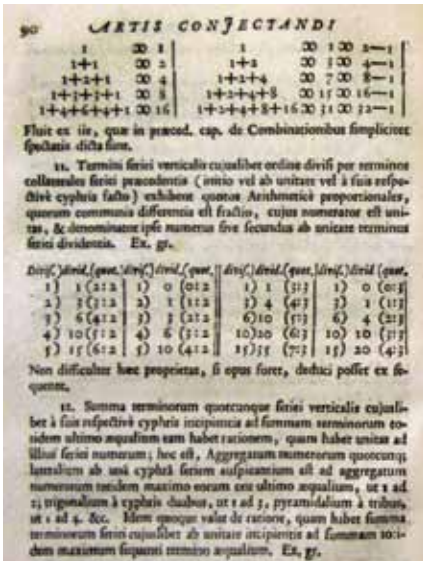 90 ARTIS CONJECTANDI
1 ∞ 1 | 1 ∞ 1 ∞ 2—1
1+1 ∞ 2 | 1+2 ∞ 3 ∞ 4—1
1+2+1 ∞ 4 | 1+2+4 ∞ 7 ∞ 8—1
1+3+3+1 ∞ 8 | 1+2+4+8 ∞ 15 ∞ 16—1
1+4+6+4+1 ∞ 16 | 1+2+4+8+16 ∞ 31 ∞ 32—1
Fluit ex iis, quæ in præced. cap. de Combinationibus simpliciter
spectatis dicta sunt.
11. Termini seriei verticalis cujuslibet ordine divisi per terminos
collaterales seriei præcedentis (initio vel ab unitate vel à suis respe-
ctivè cyphris facto) exhibent quotos Arithmeticè proportionales,
quorum communis differentia est fractio, cujus numerator est uni-
tas, & denominator ipse numerus sive secundus ab unitate terminus
seriei dividentis. Ex. gr.
Divis.) divid. (quot. | divis.) divid. (quot. || divis.) divid. (quot. | divis.) divid. (quot.
1) 1 (2:2 | 1) 0 (0:2 || 1) 1 (3:3 | 1) 0 (0:3
2) 3 (3:2 | 2) 1 (1:2 || 3) 4 (4:3 | 3) 1 (1:3
3) 6 (4:2 | 3) 3 (2:2 || 6) 10 (5:3 | 6) 4 (2:3
4) 10 (5:2 | 4) 6 (3:2 || 10) 20 (6:3 | 10) 10 (3:3
5) 15 (6:2 | 5) 10 (4:2 || 15) 35 (7:3 | 15) 20 (4:3
Non difficulter hæc proprietas, si opus foret, deduci posset ex se-
quente.
12. Summa terminorum quotcunque seriei verticalis cujusli-
bet à suis respectivè cyphris incipientis ad summam terminorum to-
tidem ultimo æqualium eam habet rationem, quam habet unitas ad
illius seriei numerum; hoc est, Aggregatum numerorum quotcunq;
lateralium ab unâ cyphrâ seriem auspicantium est ad aggregatum
numerorum totidem maximo eorum ceu ultimo æqualium, ut 1 ad
2; trigonalium à cyphris duabus, ut 1 ad 3, pyramidalium à tribus,
ut 1 ad 4. &c. Idem quoque valet de ratione, quam habet summa
terminorum seriei cujuslibet ab unitate incipientis ad summam toti-
dem maximum sequenti termino æqualium. Ex. gr.